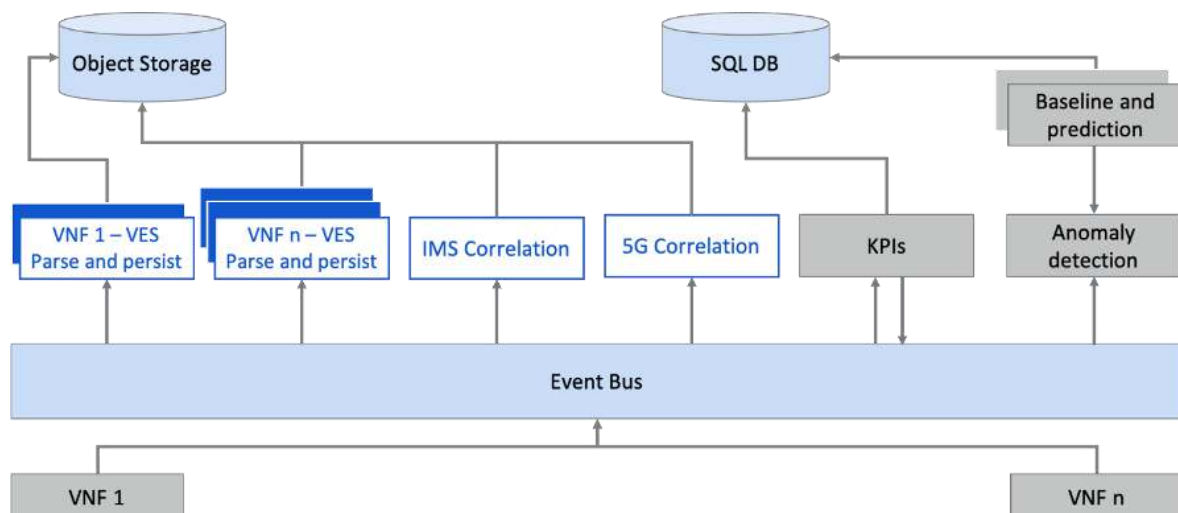 Object Storage
SQL DB
Baseline and
prediction
VNF 1 – VES
Parse and persist
VNF n – VES
Parse and persist
IMS Correlation
5G Correlation
KPIs
Anomaly
detection
Event Bus
VNF 1
VNF n